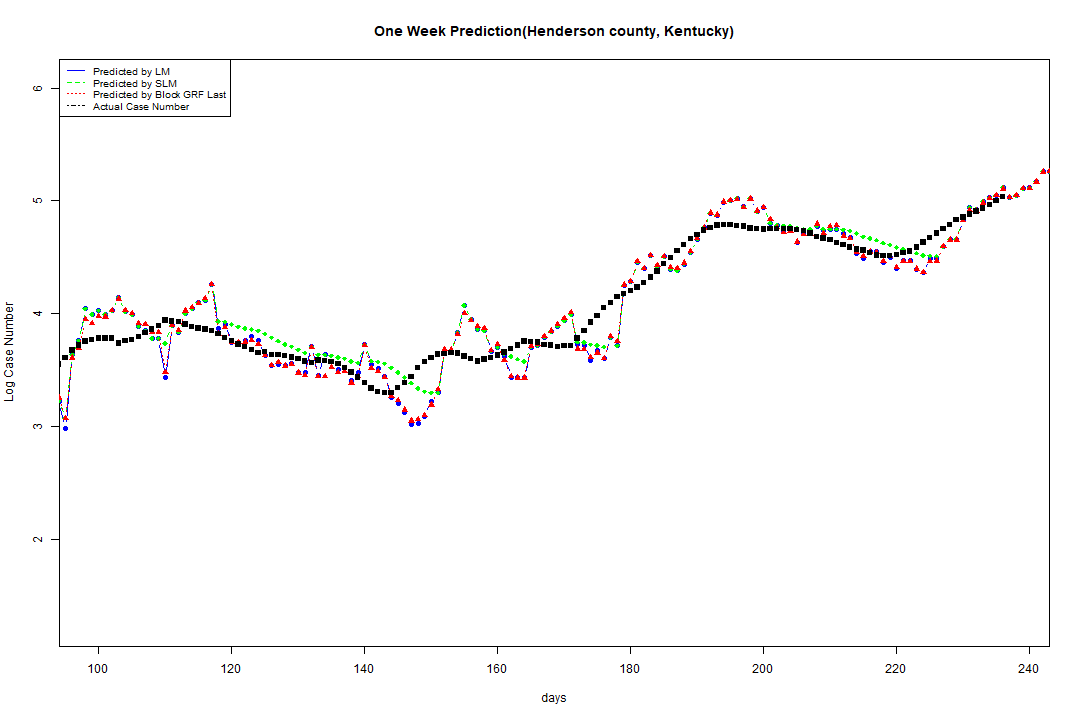 One Week Prediction(Henderson county, Kentucky)
Predicted by LM
Predicted by SLM
Predicted by Block GRF Last
Actual Case Number
6
5
4
3
2
Log Case Number
100 120 140 160 180 200 220 240
days